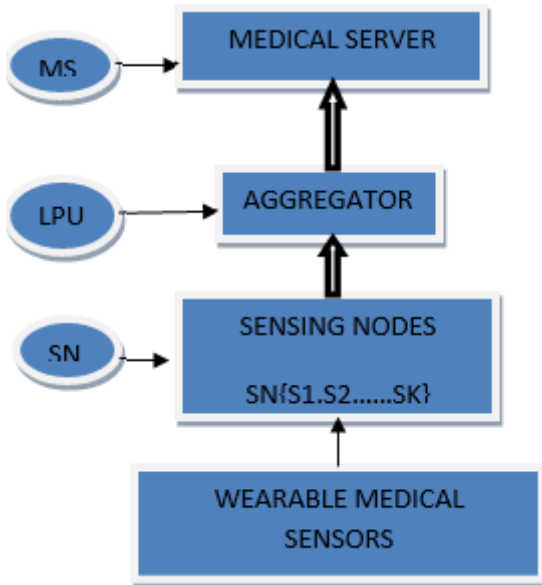 MEDICAL SERVER
MS
AGGREGATOR
LPU
SENSING NODES
SN
SN{S1.S2......SK}
WEARABLE MEDICAL
SENSORS